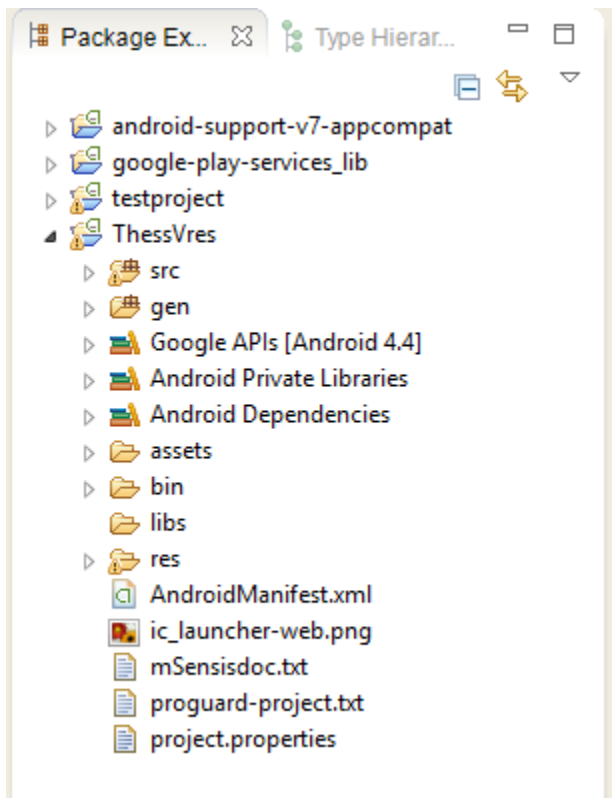 Package Ex... Type Hierar...
android-support-v7-appcompat
google-play-services_lib
testproject
ThessVres
src
gen
Google APIs [Android 4.4]
Android Private Libraries
Android Dependencies
assets
bin
libs
res
AndroidManifest.xml
ic_launcher-web.png
mSensisdoc.txt
proguard-project.txt
project.properties